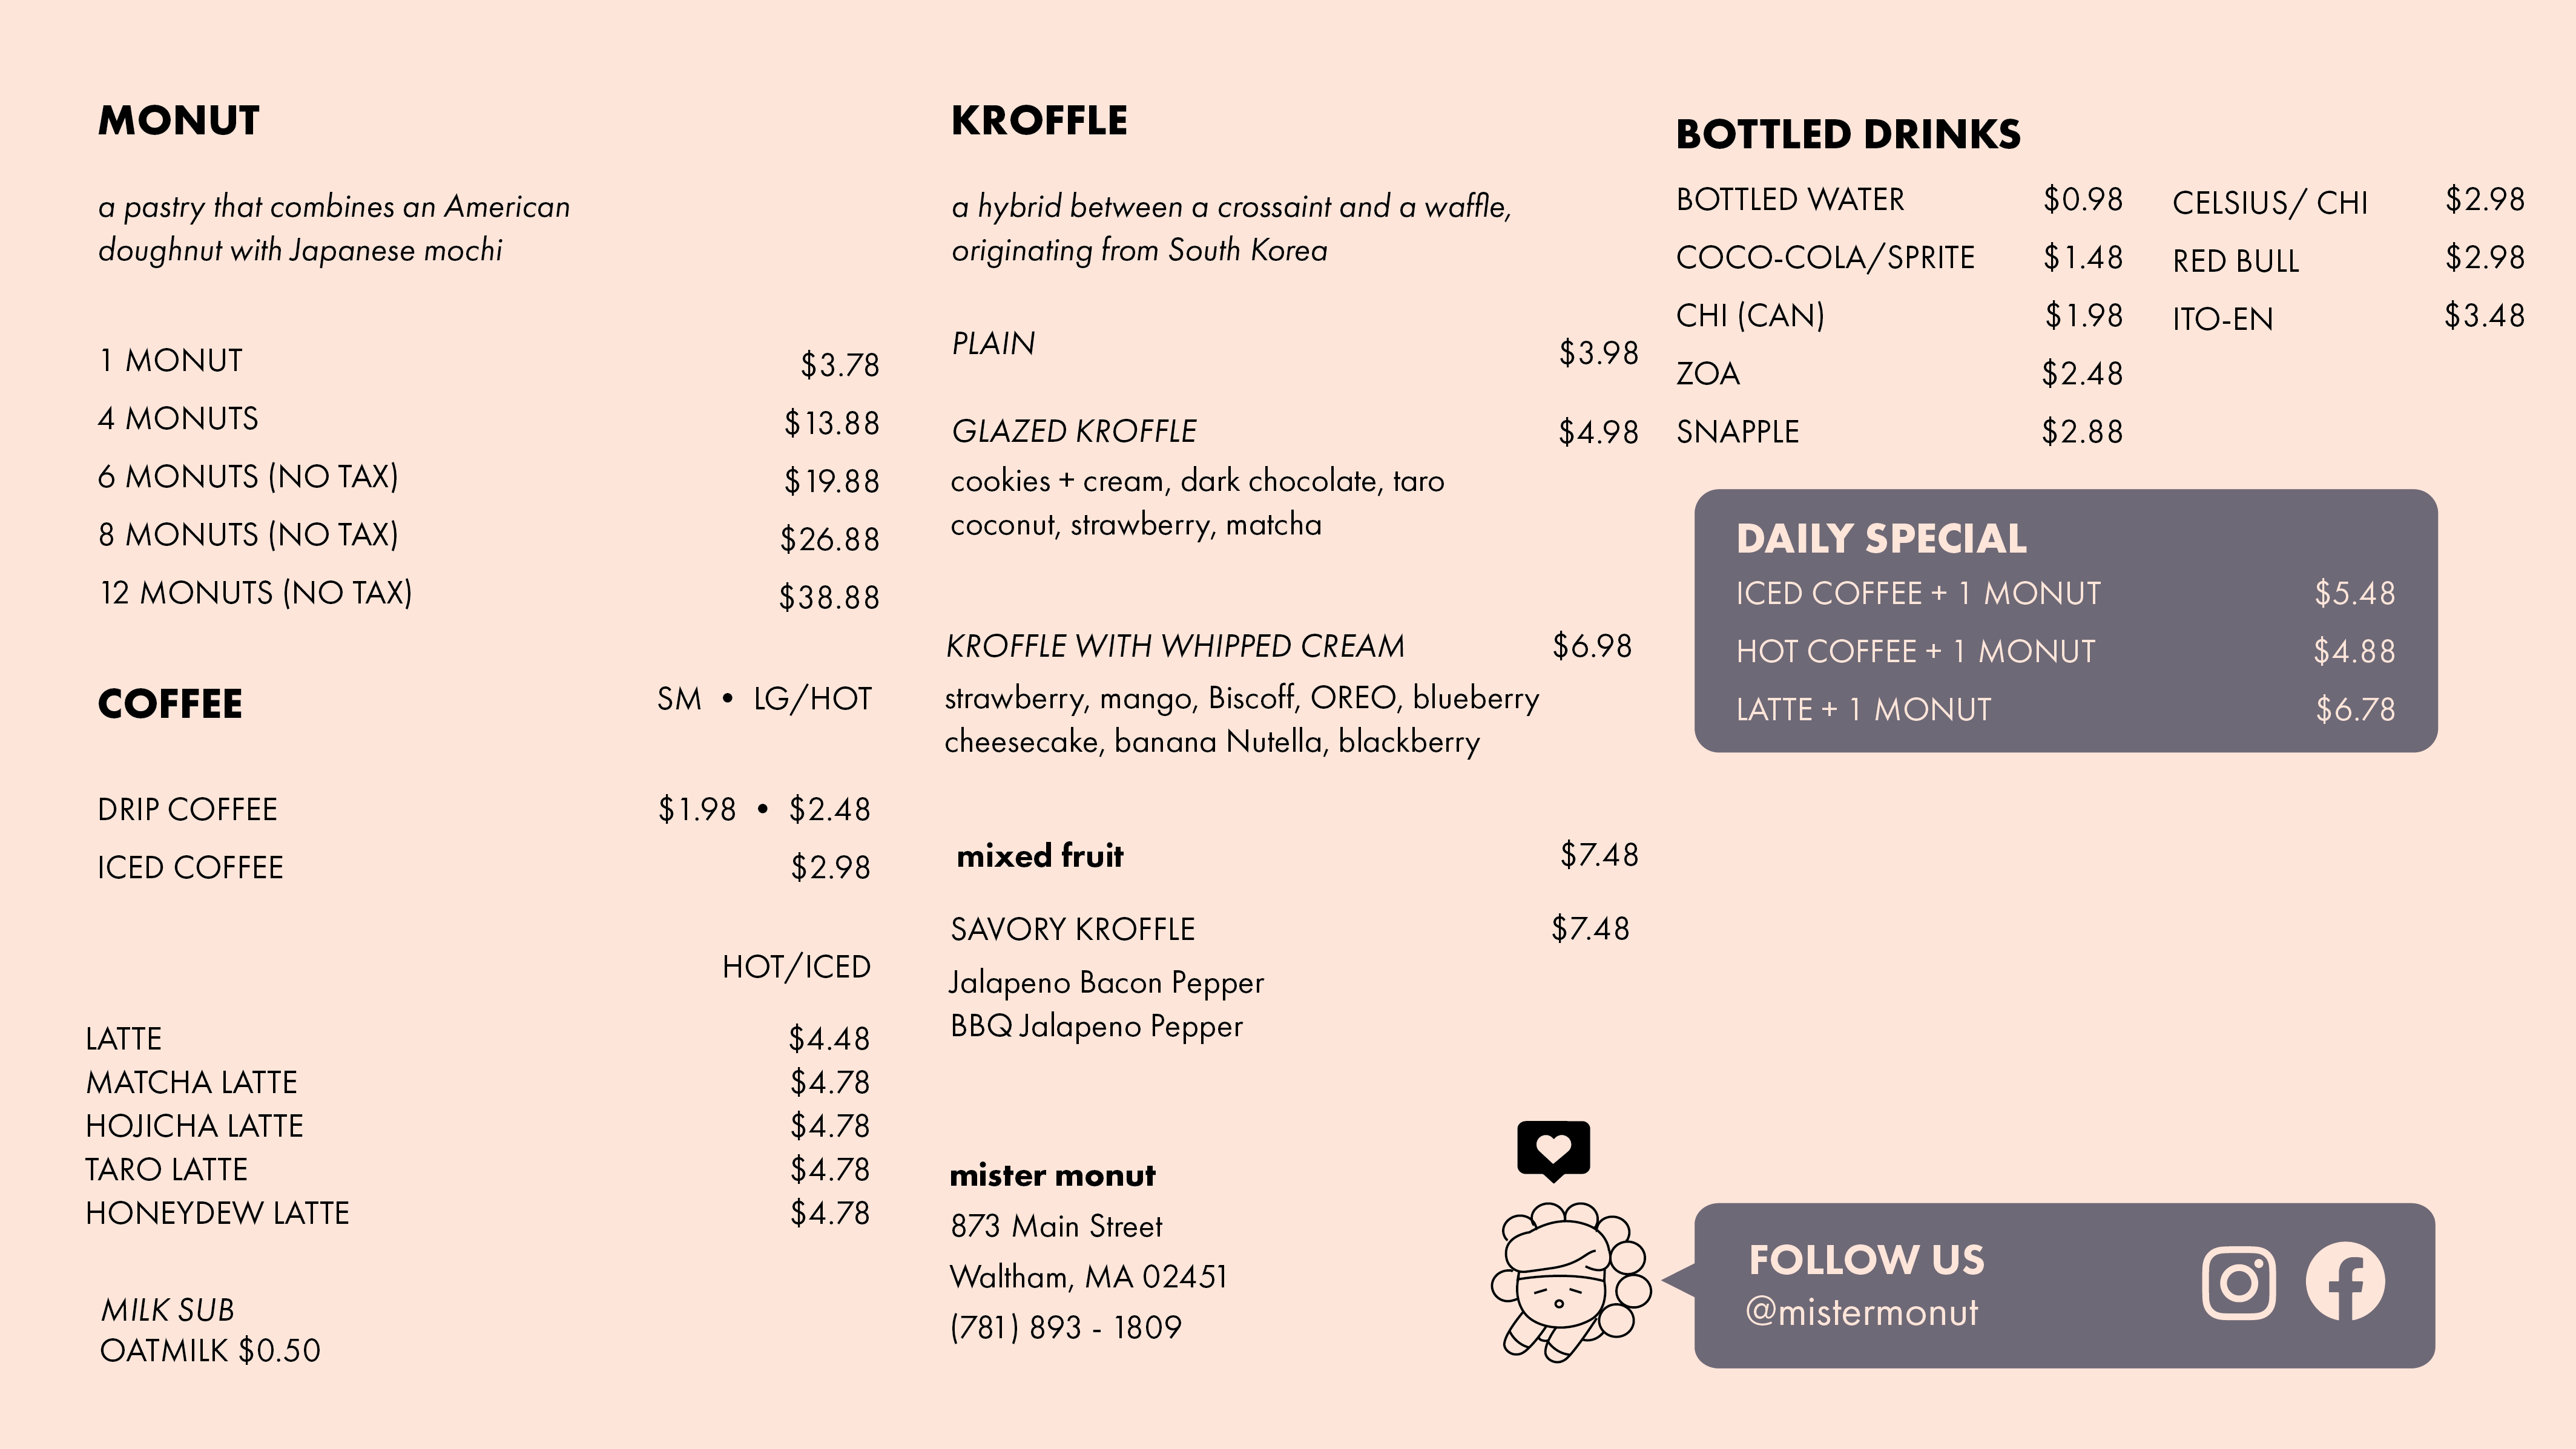 MONUT
a pastry that combines an American
doughnut with Japanese mochi
1 MONUT $3.78
4 MONUTS $13.88
6 MONUTS (NO TAX) $19.88
8 MONUTS (NO TAX) $26.88
12 MONUTS (NO TAX) $38.88
COFFEE SM • LG/HOT
DRIP COFFEE $1.98 • $2.48
ICED COFFEE $2.98
HOT/ICED
LATTE $4.48
MATCHA LATTE $4.78
HOJICHA LATTE $4.78
TARO LATTE $4.78
HONEYDEW LATTE $4.78
MILK SUB
OATMILK $0.50
KROFFLE
a hybrid between a crossaint and a waffle,
originating from South Korea
PLAIN $3.98
GLAZED KROFFLE $4.98
cookies + cream, dark chocolate, taro
coconut, strawberry, matcha
KROFFLE WITH WHIPPED CREAM $6.98
strawberry, mango, Biscoff, OREO, blueberry
cheesecake, banana Nutella, blackberry
mixed fruit $7.48
SAVORY KROFFLE $7.48
Jalapeno Bacon Pepper
BBQ Jalapeno Pepper
mister monut
873 Main Street
Waltham, MA 02451
(781) 893 - 1809
BOTTLED DRINKS
BOTTLED WATER $0.98
COCO-COLA/SPRITE $1.48
CHI (CAN) $1.98
ZOA $2.48
SNAPPLE $2.88
CELSIUS/ CHI $2.98
RED BULL $2.98
ITO-EN $3.48
DAILY SPECIAL
ICED COFFEE + 1 MONUT $5.48
HOT COFFEE + 1 MONUT $4.88
LATTE + 1 MONUT $6.78
FOLLOW US
@mistermonut